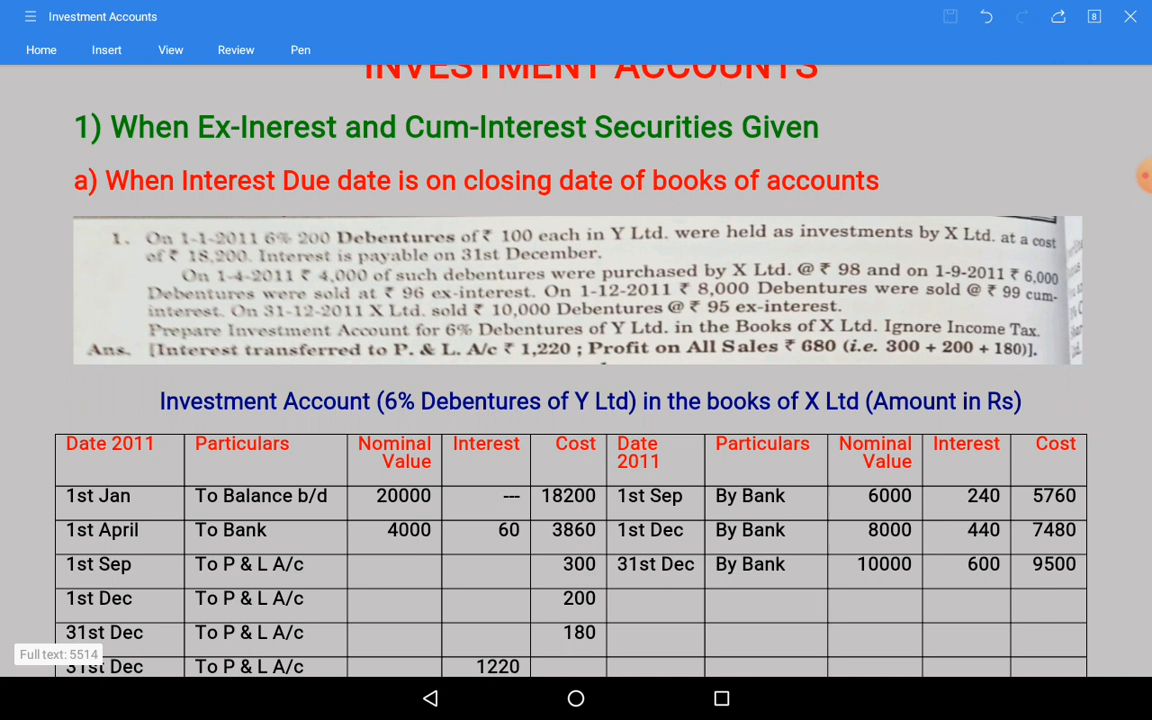 Investment Accounts
8
Home Insert View Review Pen
INVESTMENT ACCOUNTS
1) When Ex-Inerest and Cum-Interest Securities Given
a) When Interest Due date is on closing date of books of accounts
1. On 1-1-2011 6% 200 Debentures of ₹ 100 each in Y Ltd. were held as investments by X Ltd. at a cost
of ₹ 18,200. Interest is payable on 31st December.
On 1-4-2011 ₹ 4,000 of such debentures were purchased by X Ltd. @ ₹ 98 and on 1-9-2011 ₹ 6,000
Debentures were sold at ₹ 96 ex-interest. On 1-12-2011 ₹ 8,000 Debentures were sold @ ₹ 99 cum-
interest. On 31-12-2011 X Ltd. sold ₹ 10,000 Debentures @ ₹ 95 ex-interest.
Prepare Investment Account for 6% Debentures of Y Ltd. in the Books of X Ltd. Ignore Income Tax.
Ans. [Interest transferred to P. & L. A/c ₹ 1,220 ; Profit on All Sales ₹ 680 (i.e. 300 + 200 + 180)].
Investment Account (6% Debentures of Y Ltd) in the books of X Ltd (Amount in Rs)
Date 2011 Particulars Nominal Value Interest Cost Date 2011 Particulars Nominal Value Interest Cost
1st Jan To Balance b/d 20000 --- 18200 1st Sep By Bank 6000 240 5760
1st April To Bank 4000 60 3860 1st Dec By Bank 8000 440 7480
1st Sep To P & L A/c 300 31st Dec By Bank 10000 600 9500
1st Dec To P & L A/c 200
31st Dec To P & L A/c 180
31st Dec To P & L A/c 1220
Full text: 5514